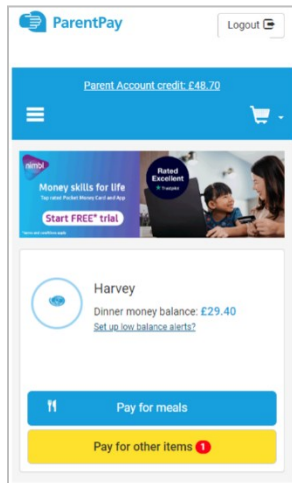 ParentPay
Logout
Parent Account credit: £48.70
nimbl
Money skills for life
Top rated Pocket Money Card and App
Start FREE* trial
Rated
Excellent
Trustpilot
Harvey
Dinner money balance: £29.40
Set up low balance alerts?
Pay for meals
Pay for other items 1